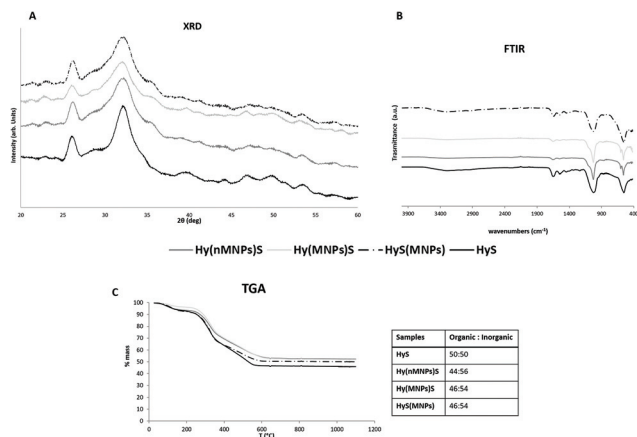 A
XRD
Intensity (arb. Units)
20 25 30 35 40 45 50 55 60
2θ (deg)
B
FTIR
Trasmittance (a.u.)
3900 3400 2900 2400 1900 1400 900 400
wavenumbers (cm-1)
Hy(nMNPs)S Hy(MNPs)S HyS(MNPs) HyS
C
TGA
% mass
100
90
80
70
60
50
40
30
20
10
0
0 200 400 600 800 1000 1200
T (°C)
Samples Organic : Inorganic
HyS 50:50
Hy(nMNPs)S 44:56
Hy(MNPs)S 46:54
HyS(MNPs) 46:54